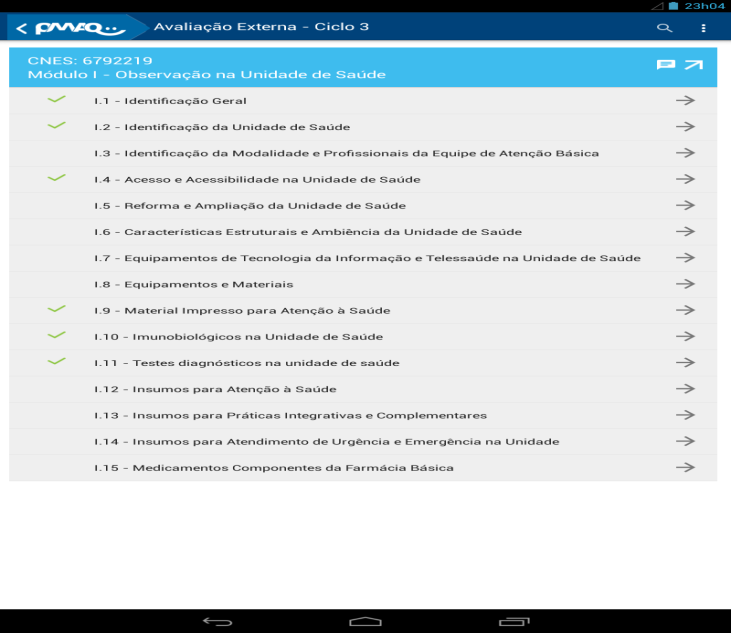 23h04
pmaq
Avaliação Externa - Ciclo 3
CNES: 6792219
Módulo I - Observação na Unidade de Saúde
I.1 - Identificação Geral
I.2 - Identificação da Unidade de Saúde
I.3 - Identificação da Modalidade e Profissionais da Equipe de Atenção Básica
I.4 - Acesso e Acessibilidade na Unidade de Saúde
I.5 - Reforma e Ampliação da Unidade de Saúde
I.6 - Características Estruturais e Ambiência da Unidade de Saúde
I.7 - Equipamentos de Tecnologia da Informação e Telessaúde na Unidade de Saúde
I.8 - Equipamentos e Materiais
I.9 - Material Impresso para Atenção à Saúde
I.10 - Imunobiológicos na Unidade de Saúde
I.11 - Testes diagnósticos na unidade de saúde
I.12 - Insumos para Atenção à Saúde
I.13 - Insumos para Práticas Integrativas e Complementares
I.14 - Insumos para Atendimento de Urgência e Emergência na Unidade
I.15 - Medicamentos Componentes da Farmácia Básica